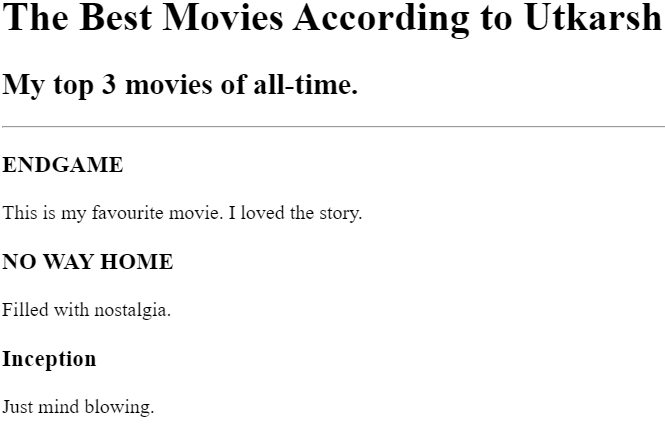 The Best Movies According to Utkarsh
My top 3 movies of all-time.
ENDGAME
This is my favourite movie. I loved the story.
NO WAY HOME
Filled with nostalgia.
Inception
Just mind blowing.